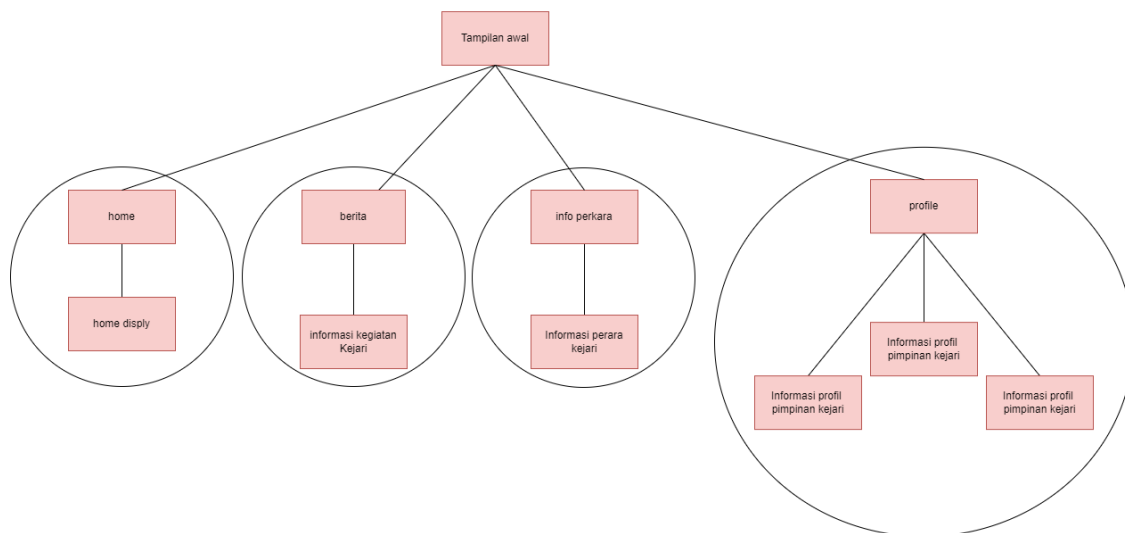 Tampilan awal
home
berita
info perkara
profile
home disply
informasi kegiatan
Kejari
Informasi perara
kejari
Informasi profil
pimpinan kejari
Informasi profil
pimpinan kejari
Informasi profil
pimpinan kejari